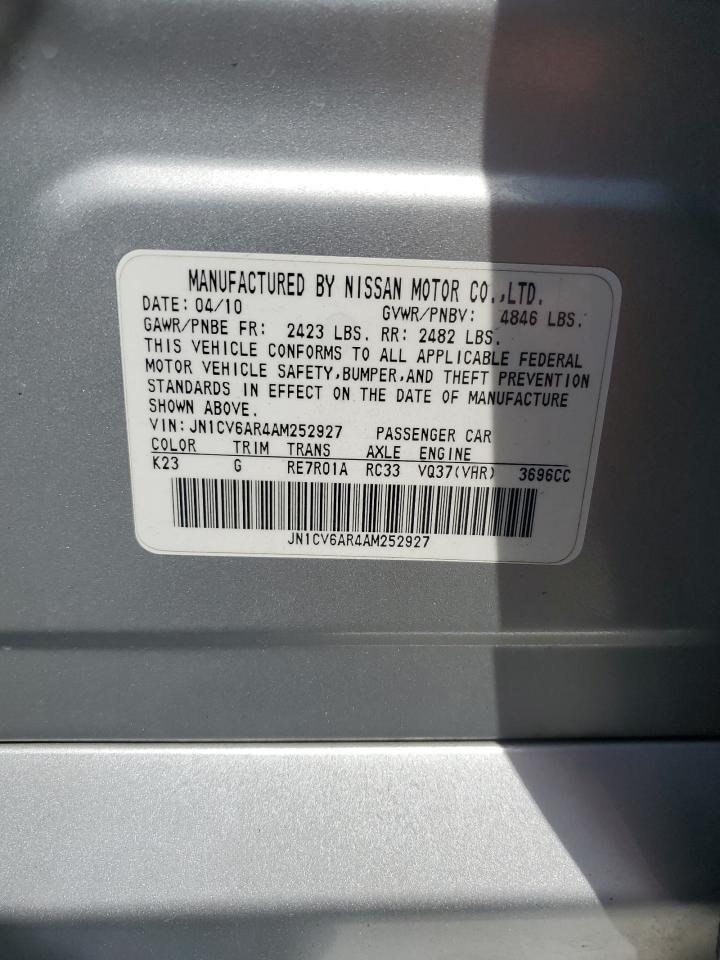 MANUFACTURED BY NISSAN MOTOR CO.,LTD.
DATE: 04/10 GVWR/PNBV: 4846 LBS.
GAWR/PNBE FR: 2423 LBS. RR: 2482 LBS.
THIS VEHICLE CONFORMS TO ALL APPLICABLE FEDERAL
MOTOR VEHICLE SAFETY,BUMPER,AND THEFT PREVENTION
STANDARDS IN EFFECT ON THE DATE OF MANUFACTURE
SHOWN ABOVE.
VIN: JN1CV6AR4AM252927 PASSENGER CAR
COLOR TRIM TRANS AXLE ENGINE
K23 G RE7R01A RC33 VQ37(VHR) 3696CC
JN1CV6AR4AM252927